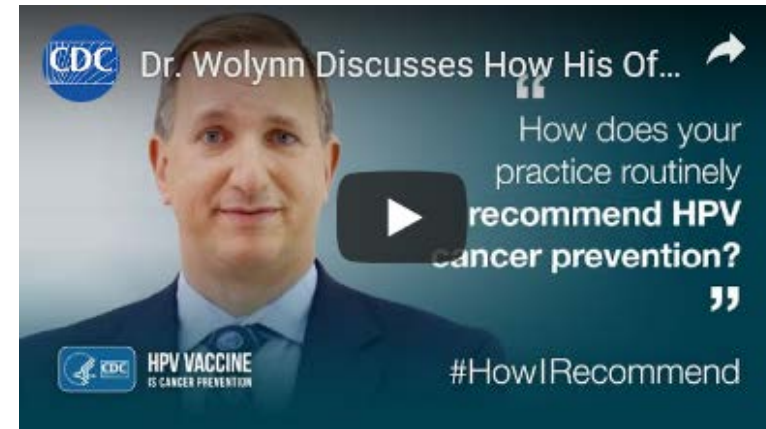 CDC
Dr. Wolynn Discusses How His Of...
“
How does your
practice routinely
recommend HPV
cancer prevention?
”
CDC
HPV VACCINE
IS CANCER PREVENTION
#HowIRecommend